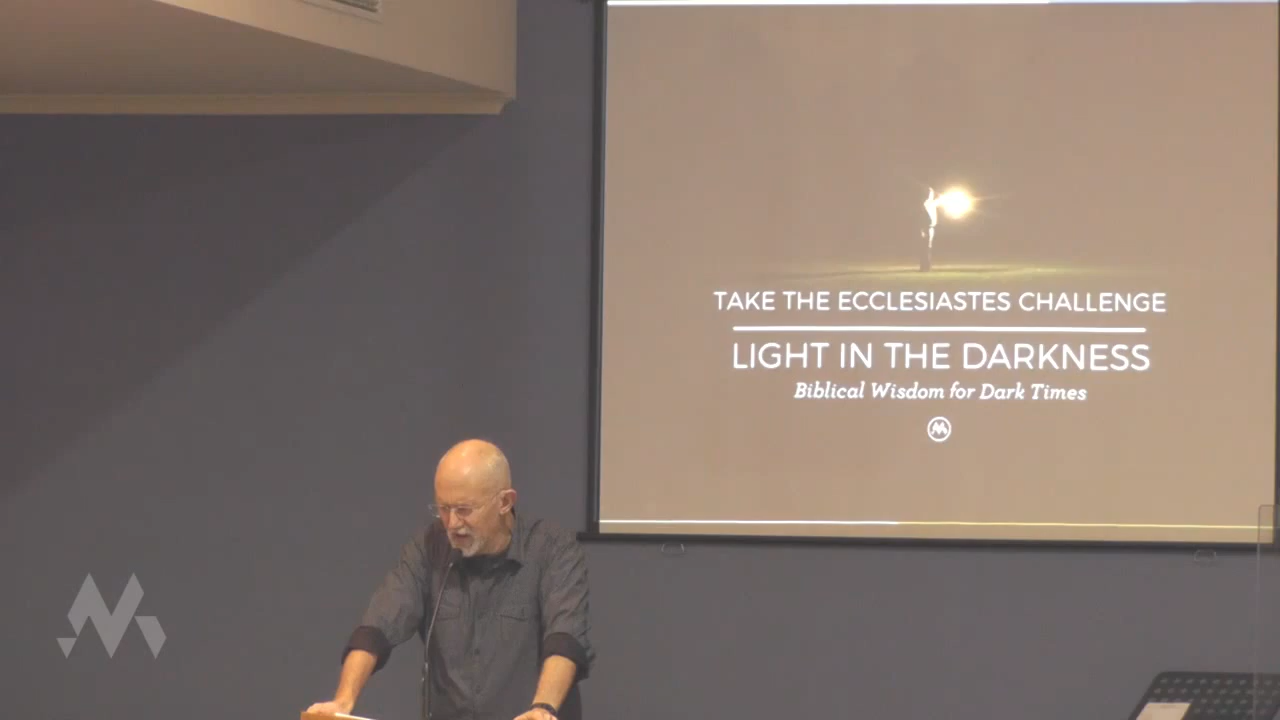 TAKE THE ECCLESIASTES CHALLENGE
LIGHT IN THE DARKNESS
Biblical Wisdom for Dark Times